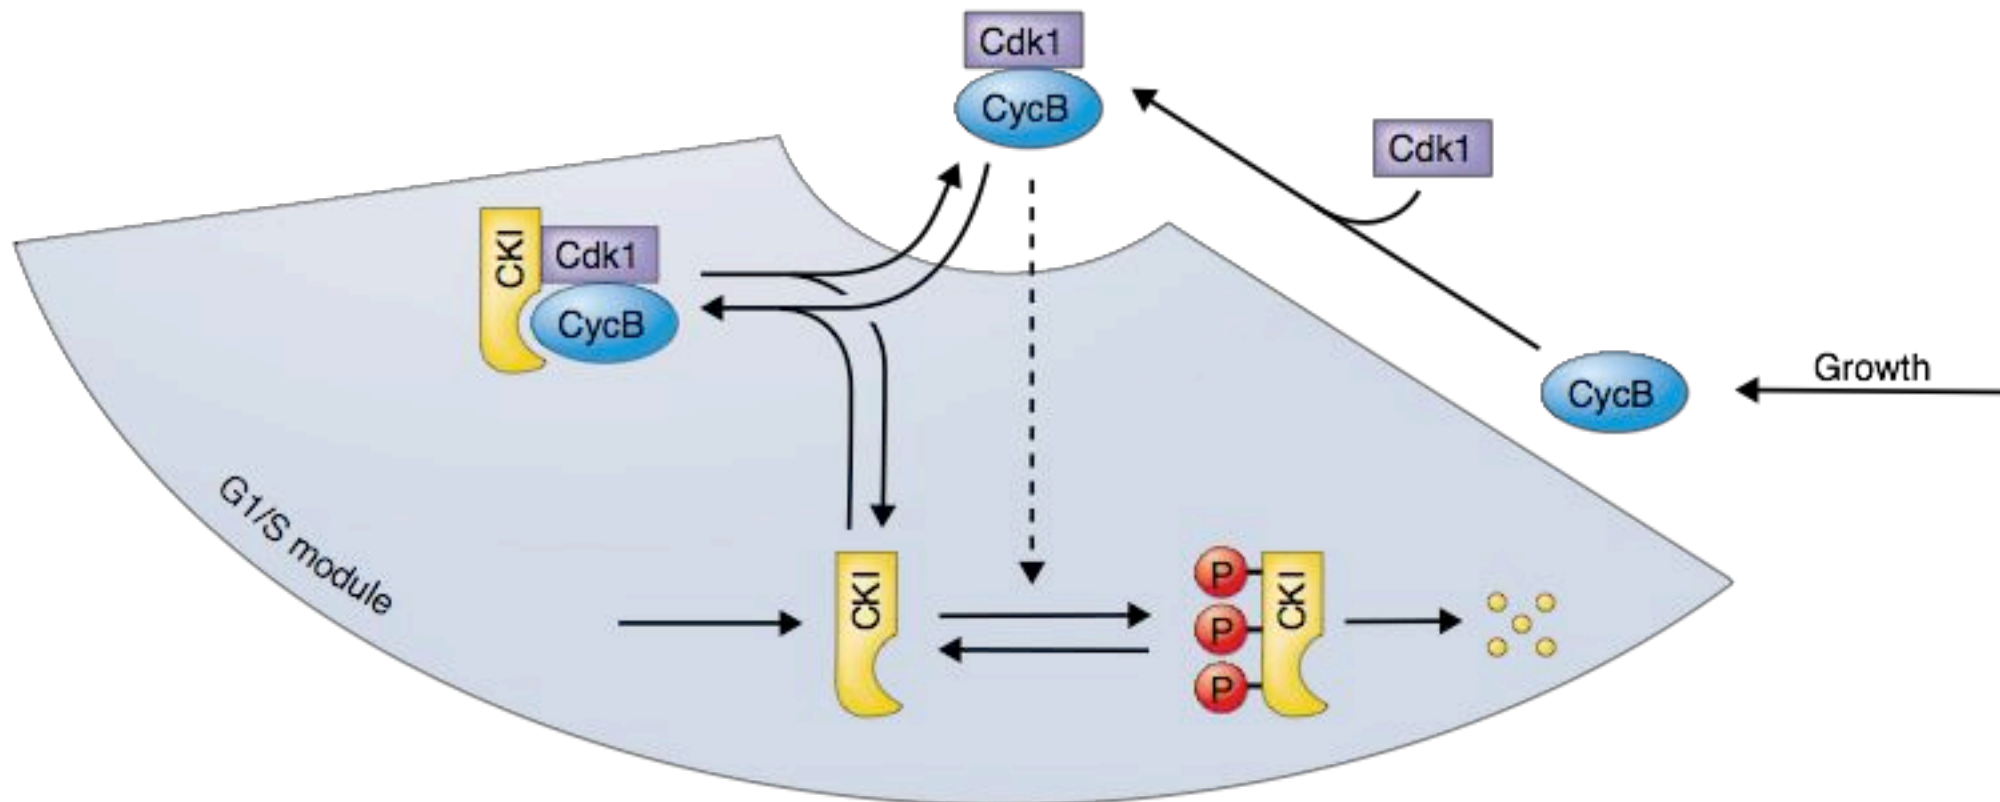 Cdk1
CycB
Cdk1
CKI
Cdk1
CycB
Growth
CycB
G1/S module
CKI
P
P
P
CKI